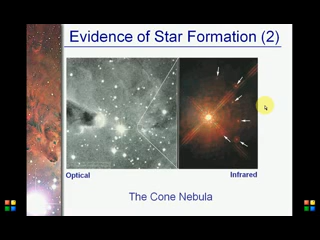 Evidence of Star Formation (2)
Optical
Infrared
The Cone Nebula